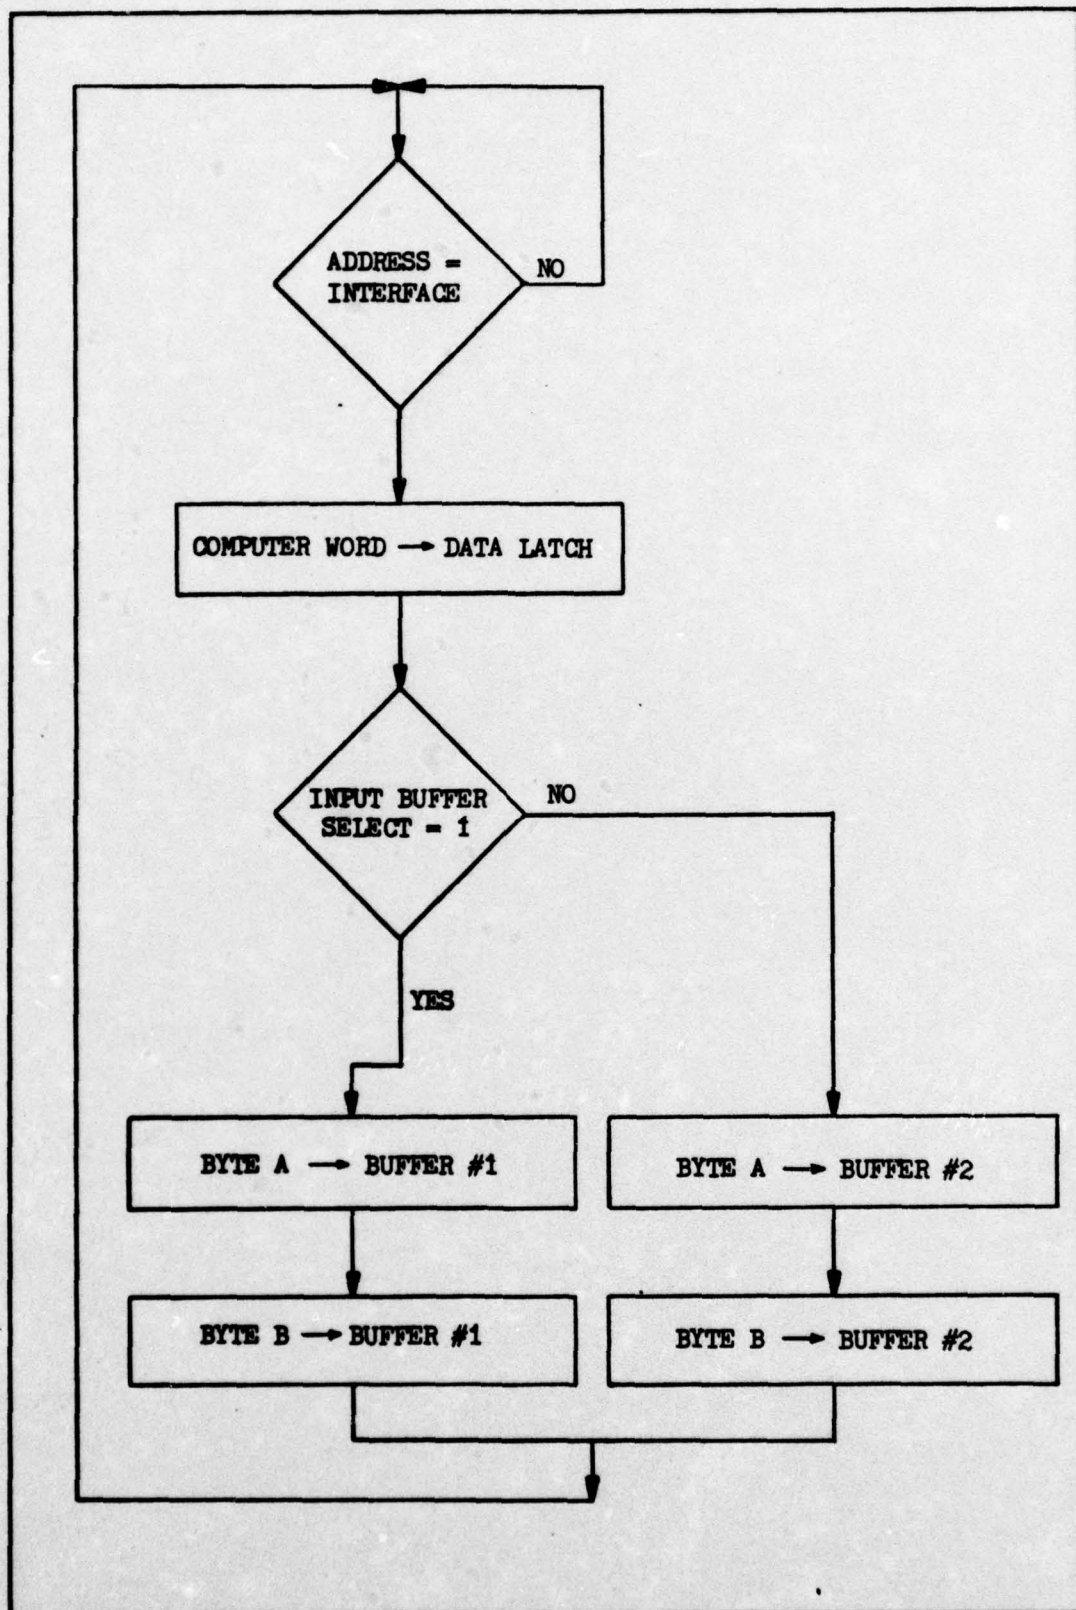 ADDRESS =
INTERFACE
NO
COMPUTER WORD → DATA LATCH
INPUT BUFFER
SELECT = 1
NO
YES
BYTE A → BUFFER #1
BYTE A → BUFFER #2
BYTE B → BUFFER #1
BYTE B → BUFFER #2